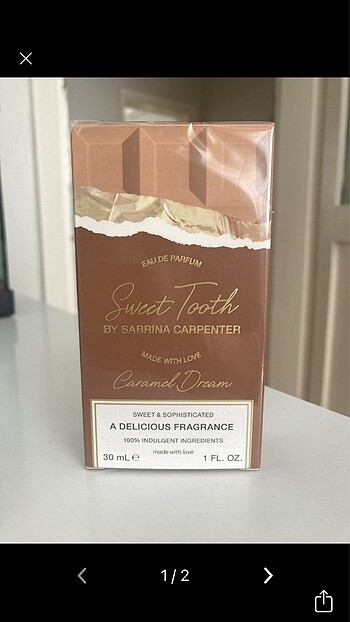 EAU DE PARFUM
Sweet Tooth
BY SABRINA CARPENTER
MADE WITH LOVE
Caramel Dream
SWEET & SOPHISTICATED
A DELICIOUS FRAGRANCE
100% INDULGENT INGREDIENTS
made with love
30 mL ℮ 1 FL. OZ.
1/2